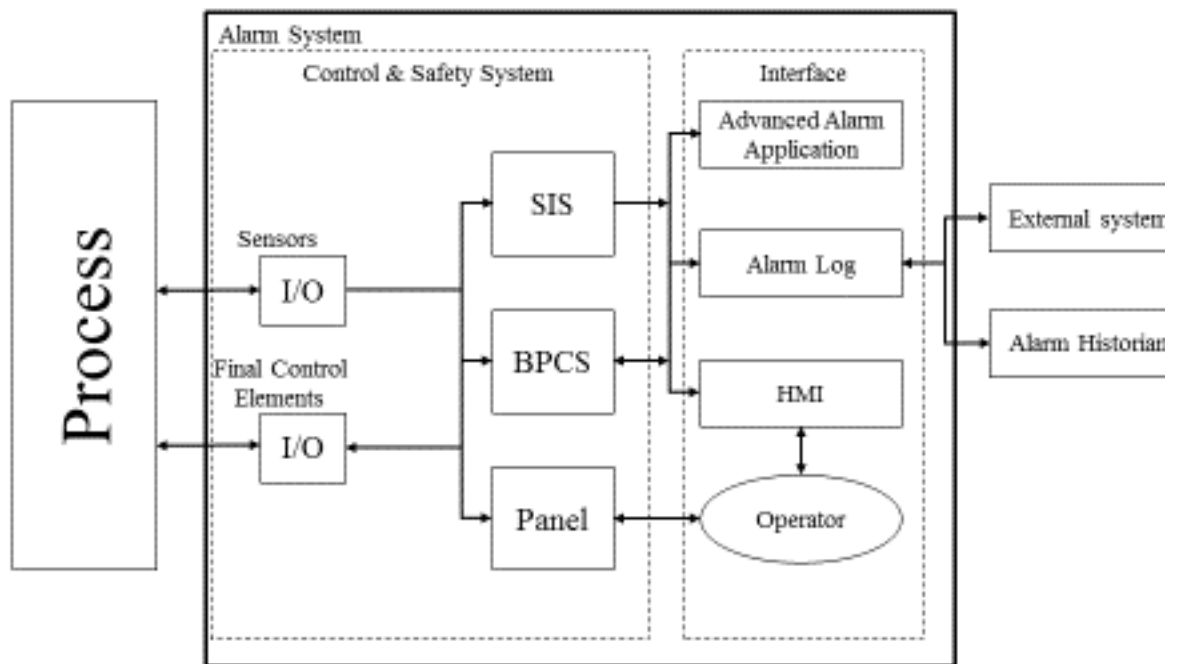 Alarm System
Control & Safety System
Interface
Process
Sensors
I/O
Final Control
Elements
I/O
SIS
BPCS
Panel
Advanced Alarm
Application
Alarm Log
HMI
Operator
External system
Alarm Historian